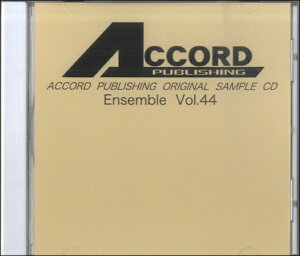 ACCORD
PUBLISHING
ACCORD PUBLISHING ORIGINAL SAMPLE CD
Ensemble Vol.44